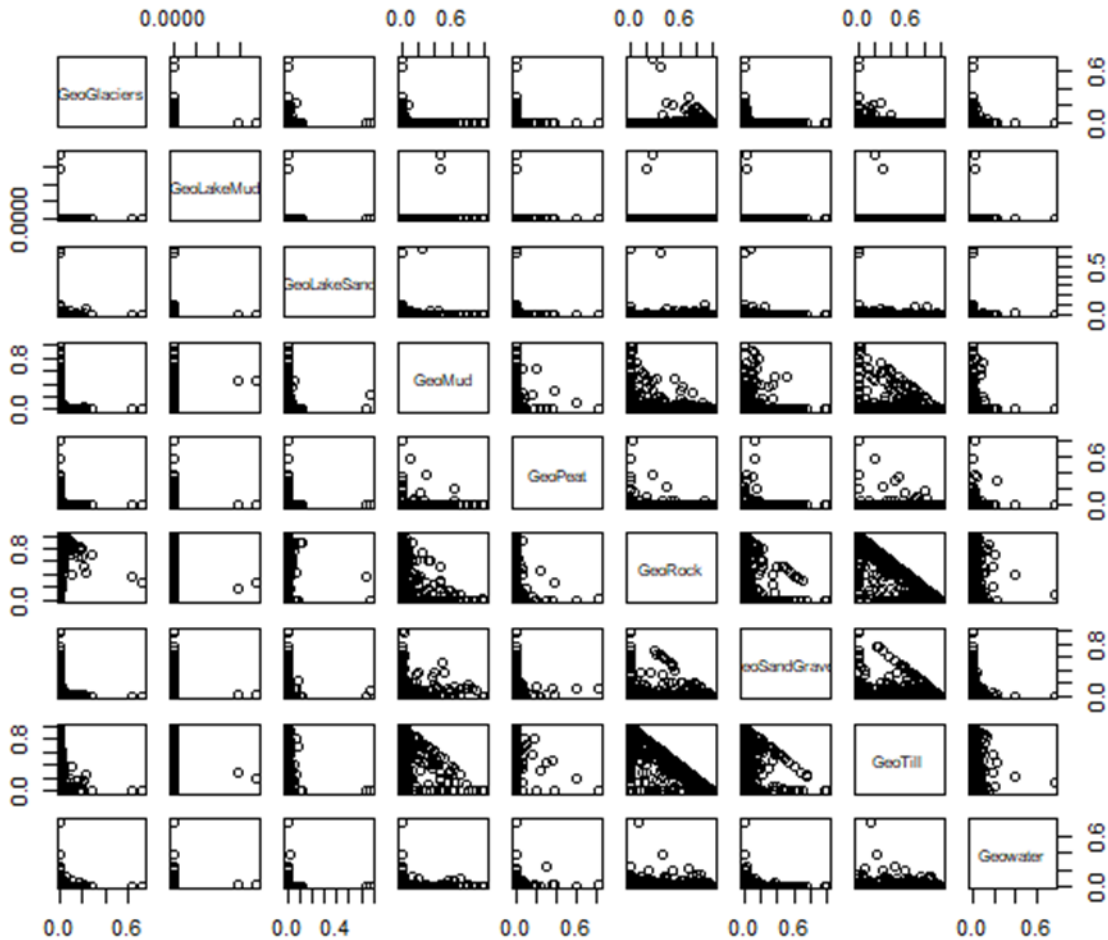 0.0000 0.0 0.6 0.0 0.6 0.0 0.6
GeoGlaciers 0.0 0.6
0.0000 GeoLakeMud
GeoLakeSand 0.0 0.5
0.0 0.8 GeoMud
GeoPeat 0.0 0.6
0.0 0.8 GeoRock
eoSandGrave 0.0 0.8
0.0 0.8 GeoTill
Geowater 0.0 0.6
0.0 0.6 0.0 0.4 0.0 0.6 0.0 0.6 0.0 0.6